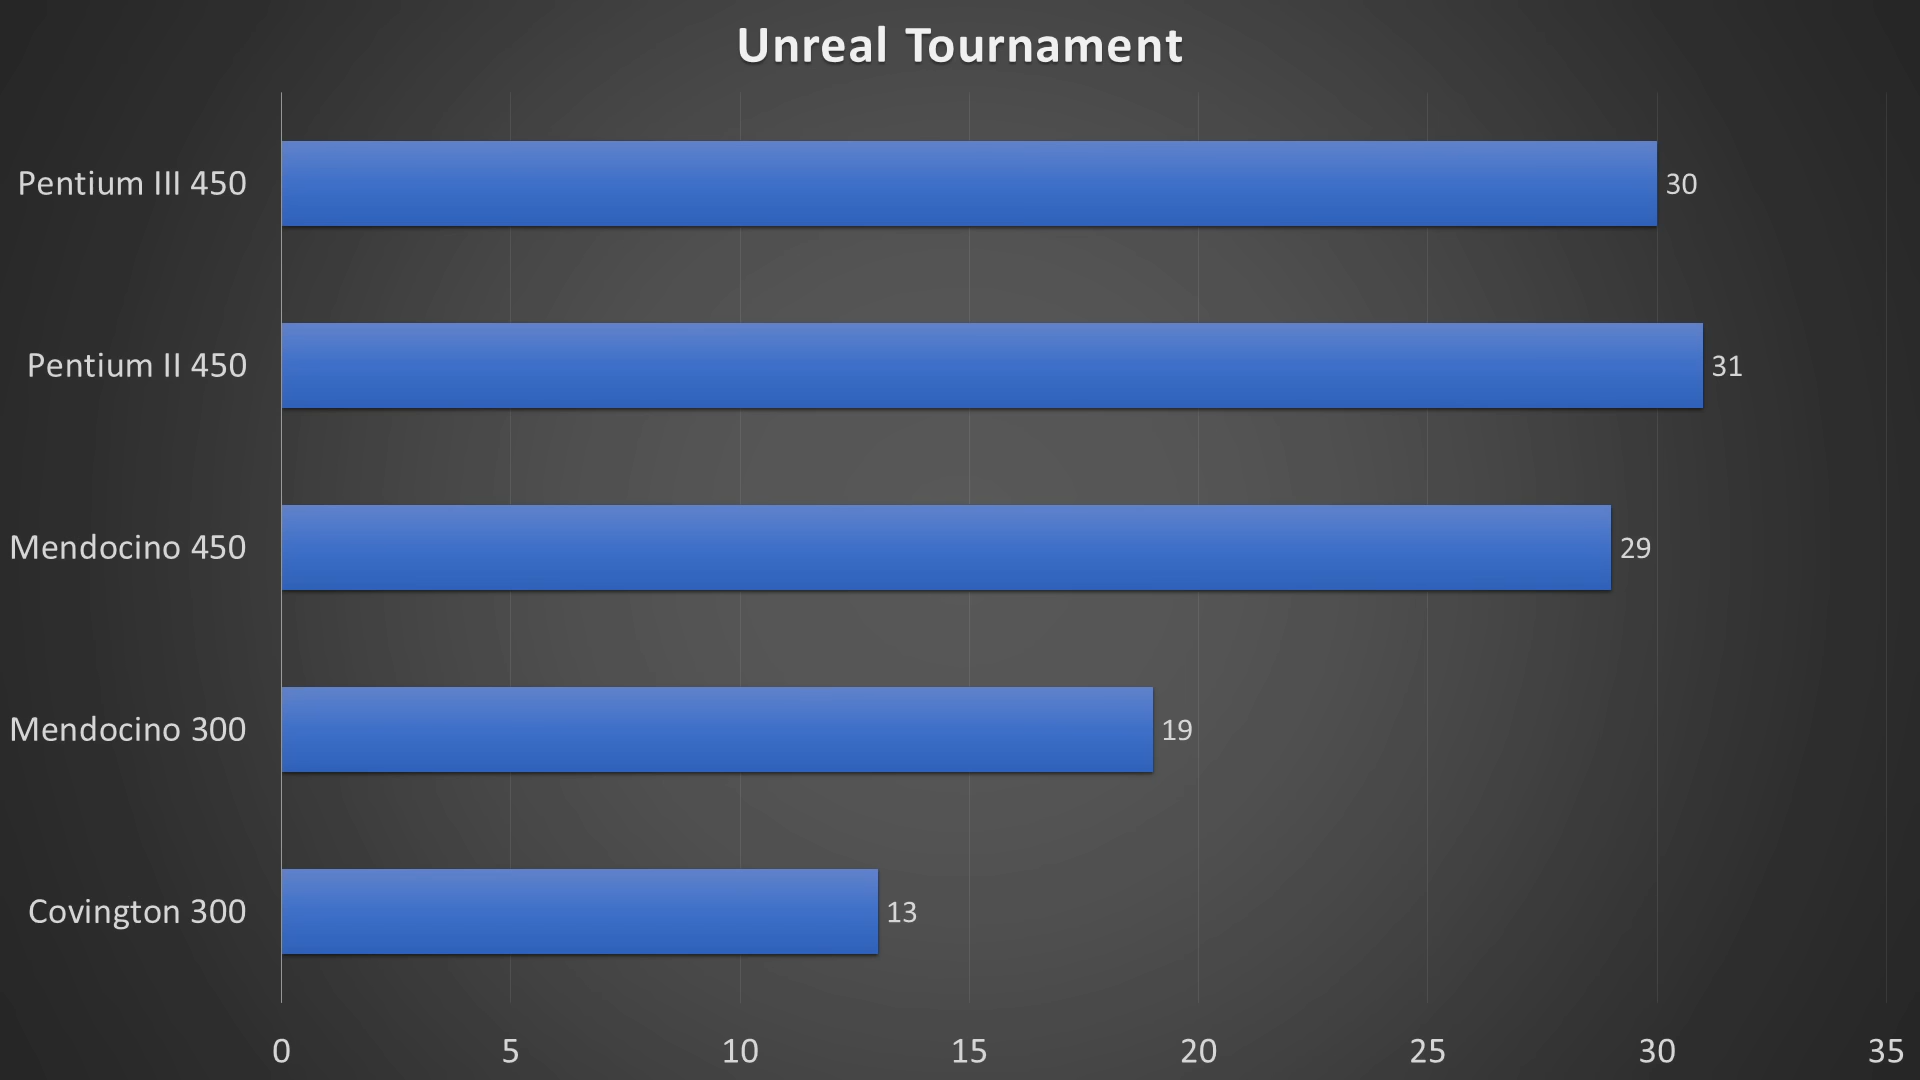 Unreal Tournament
Pentium III 450
30
Pentium II 450
31
Mendocino 450
29
Mendocino 300
19
Covington 300
13
0 5 10 15 20 25 30 35